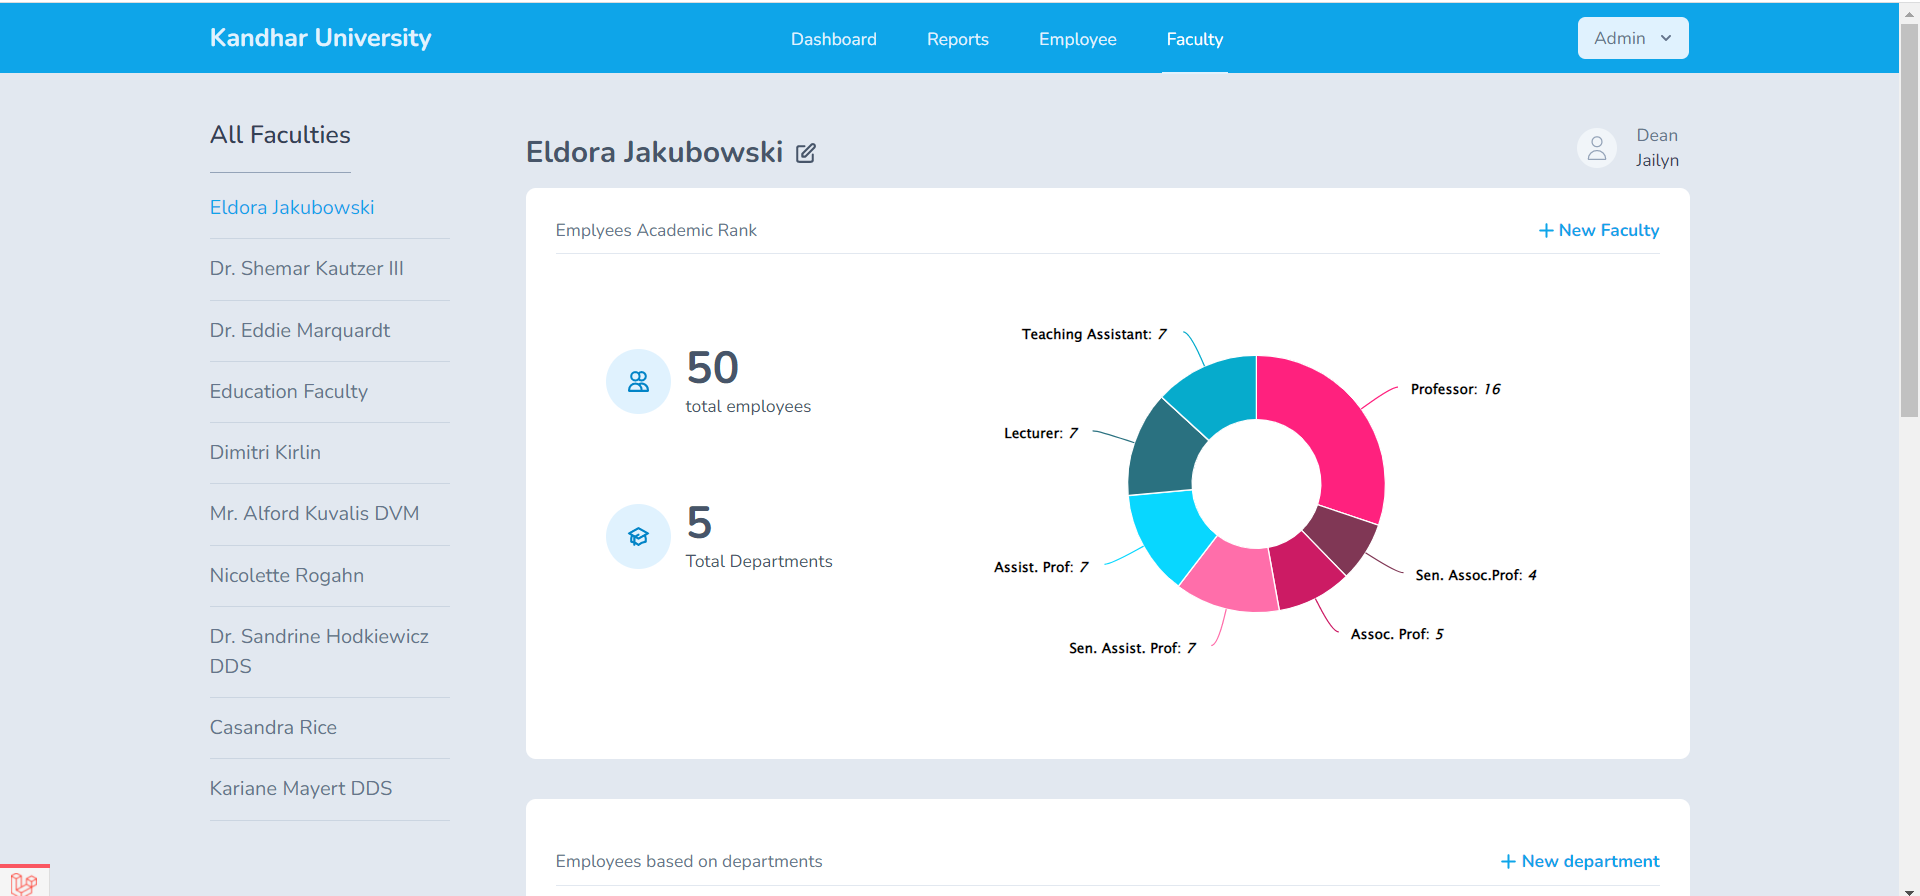 Kandhar University
Dashboard
Reports
Employee
Faculty
Admin
All Faculties
Eldora Jakubowski
Dr. Shemar Kautzer III
Dr. Eddie Marquardt
Education Faculty
Dimitri Kirlin
Mr. Alford Kuvalis DVM
Nicolette Rogahn
Dr. Sandrine Hodkiewicz
DDS
Casandra Rice
Kariane Mayert DDS
Eldora Jakubowski
Dean
Jailyn
Emplyees Academic Rank
+ New Faculty
50
total employees
5
Total Departments
Teaching Assistant: 7
Professor: 16
Lecturer: 7
Assist. Prof: 7
Sen. Assoc.Prof: 4
Assoc. Prof: 5
Sen. Assist. Prof: 7
Employees based on departments
+ New department